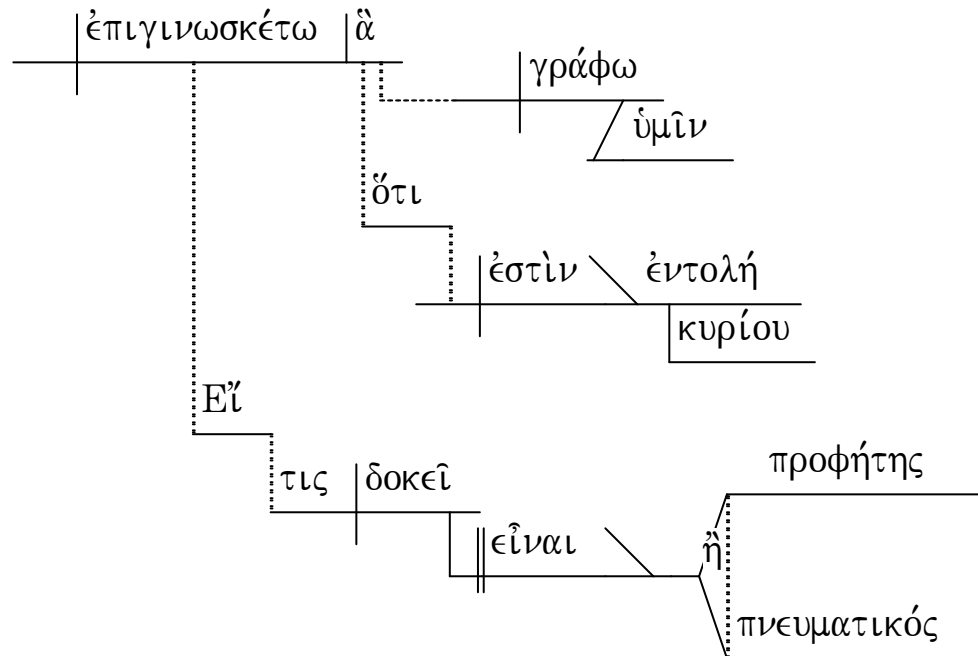 ἐπιγινωσκέτω ἃ
γράφω
ὑμῖν
ὅτι
ἐστὶν ἐντολή
κυρίου
Εἴ
τις δοκεῖ
προφήτης
εἶναι ἢ
πνευματικός